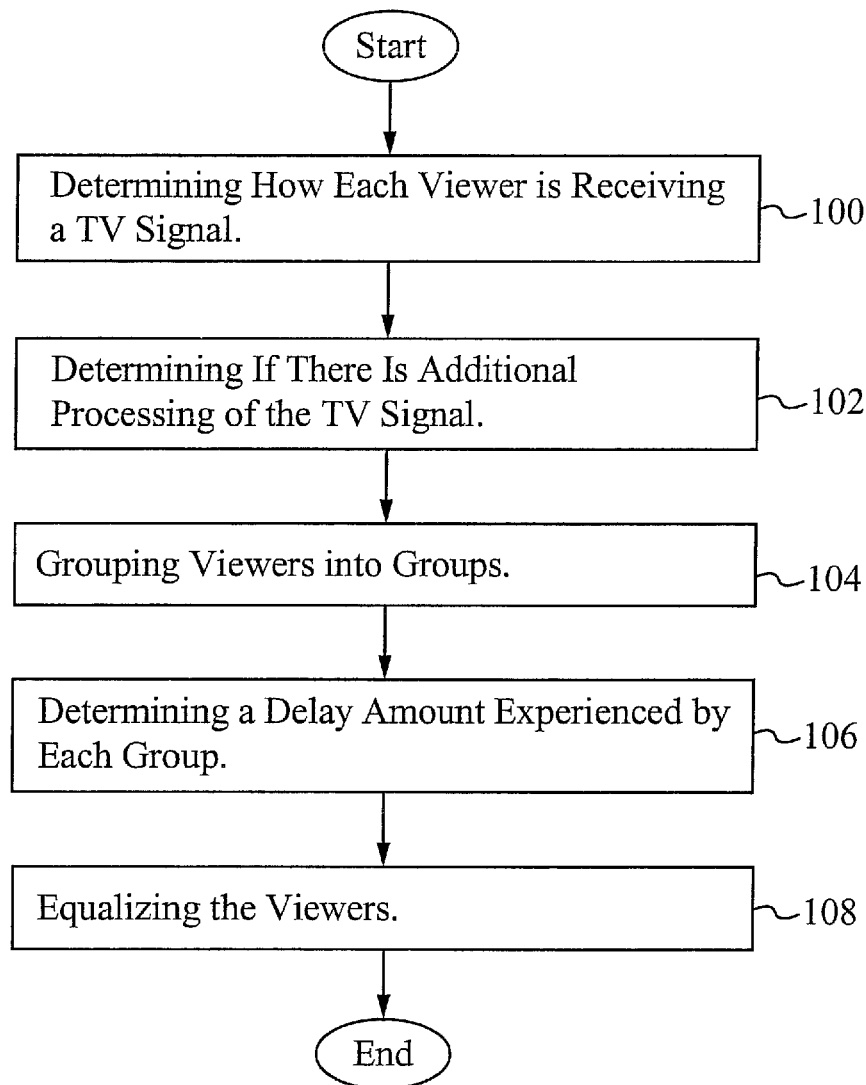 Start
Determining How Each Viewer is Receiving
a TV Signal.
100
Determining If There Is Additional
Processing of the TV Signal.
102
Grouping Viewers into Groups.
104
Determining a Delay Amount Experienced by
Each Group.
106
Equalizing the Viewers.
108
End